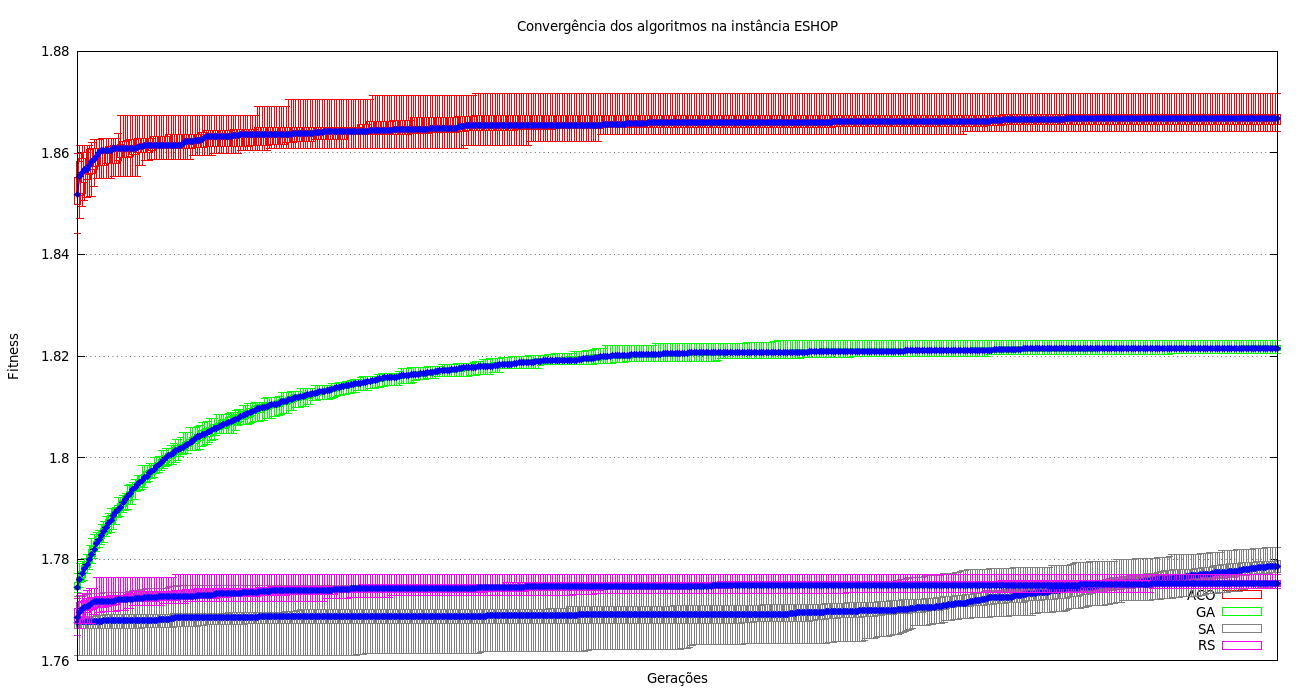 Convergência dos algoritmos na instância ESHOP
1.88
1.86
1.84
1.82
1.8
1.78
1.76
Fitness
Gerações
ACO
GA
SA
RS